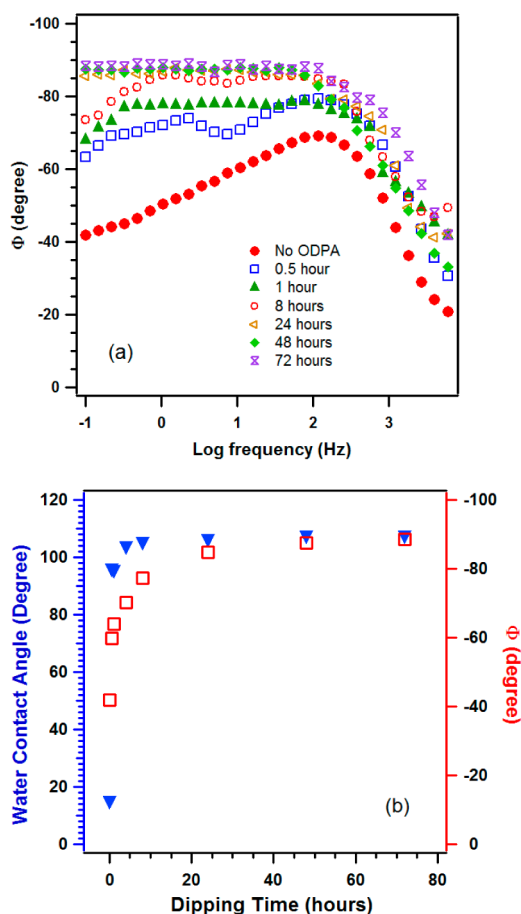 -100
-80
-60
-40
-20
0
Φ (degree)
No ODPA
0.5 hour
1 hour
8 hours
24 hours
48 hours
72 hours
(a)
-1 0 1 2 3
Log frequency (Hz)
120 -100
100 -80
80 -60
60 -40
40 -20
20
0 0
Water Contact Angle (Degree)
Φ (degree)
(b)
0 20 40 60 80
Dipping Time (hours)